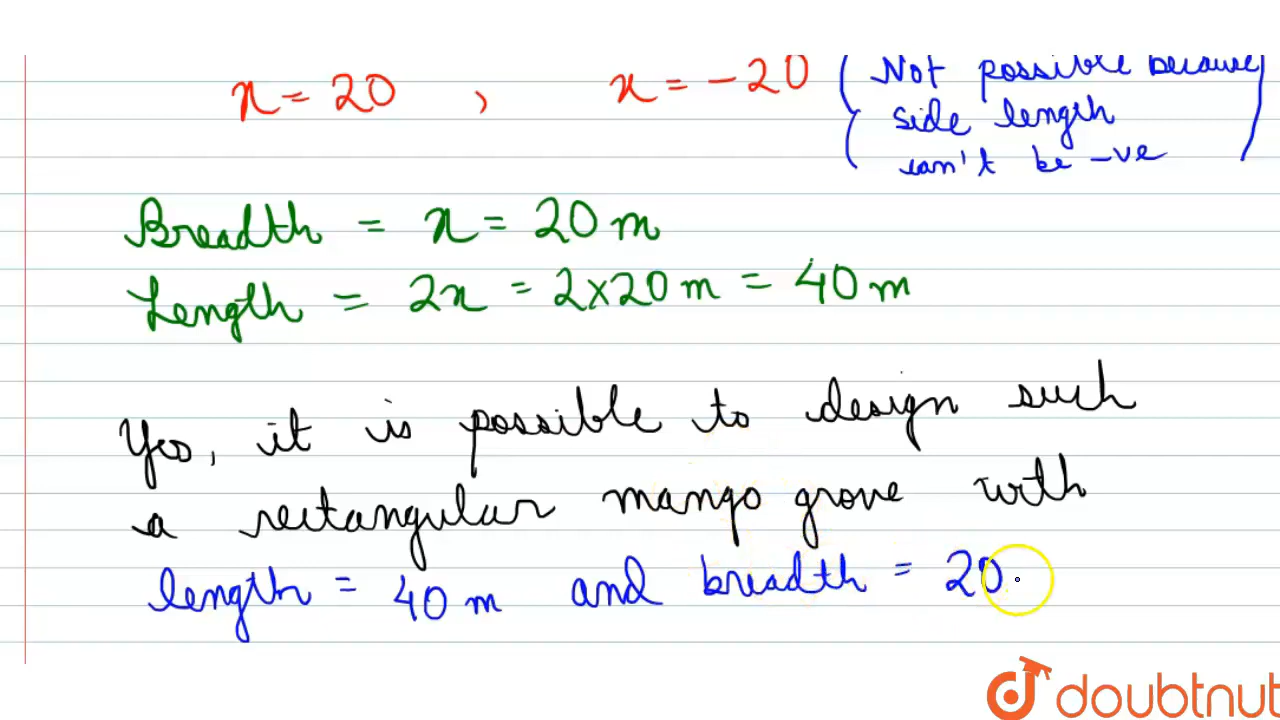 x = 20 , x = -20 ( Not possible because
side length
can't be -ve )
Breadth = x = 20 m
Length = 2x = 2×20 m = 40 m
Yes, it is possible to design such
a rectangular mango grove with
length = 40 m and breadth = 20
doubtnut